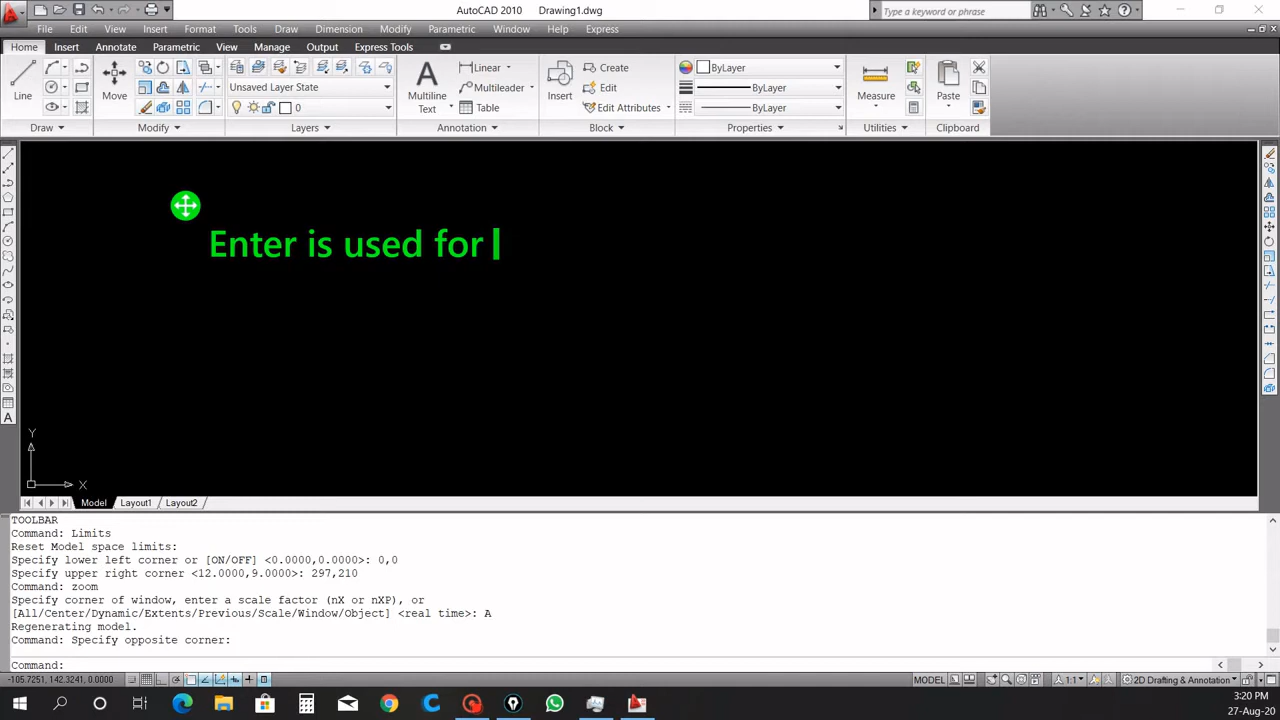 AutoCAD 2010 Drawing1.dwg
Type a keyword or phrase
File Edit View Insert Format Tools Draw Dimension Modify Parametric Window Help Express
Home Insert Annotate Parametric View Manage Output Express Tools
Line
Move
Unsaved Layer State
0
Multiline
Text
Linear
Multileader
Table
Insert
Create
Edit
Edit Attributes
ByLayer
ByLayer
ByLayer
Measure
Paste
Draw Modify Layers Annotation Block Properties Utilities Clipboard
Enter is used for
Y
X
Model Layout1 Layout2
TOOLBAR
Command: Limits
Reset Model space limits:
Specify lower left corner or [ON/OFF] <0.0000,0.0000>: 0,0
Specify upper right corner <12.0000,9.0000>: 297,210
Command: zoom
Specify corner of window, enter a scale factor (nX or nXP), or
[All/Center/Dynamic/Extents/Previous/Scale/Window/Object] <real time>: A
Regenerating model.
Command: Specify opposite corner:
Command:
-105.7251, 142.3241, 0.0000 MODEL 1:1 2D Drafting & Annotation
3:20 PM
27-Aug-20